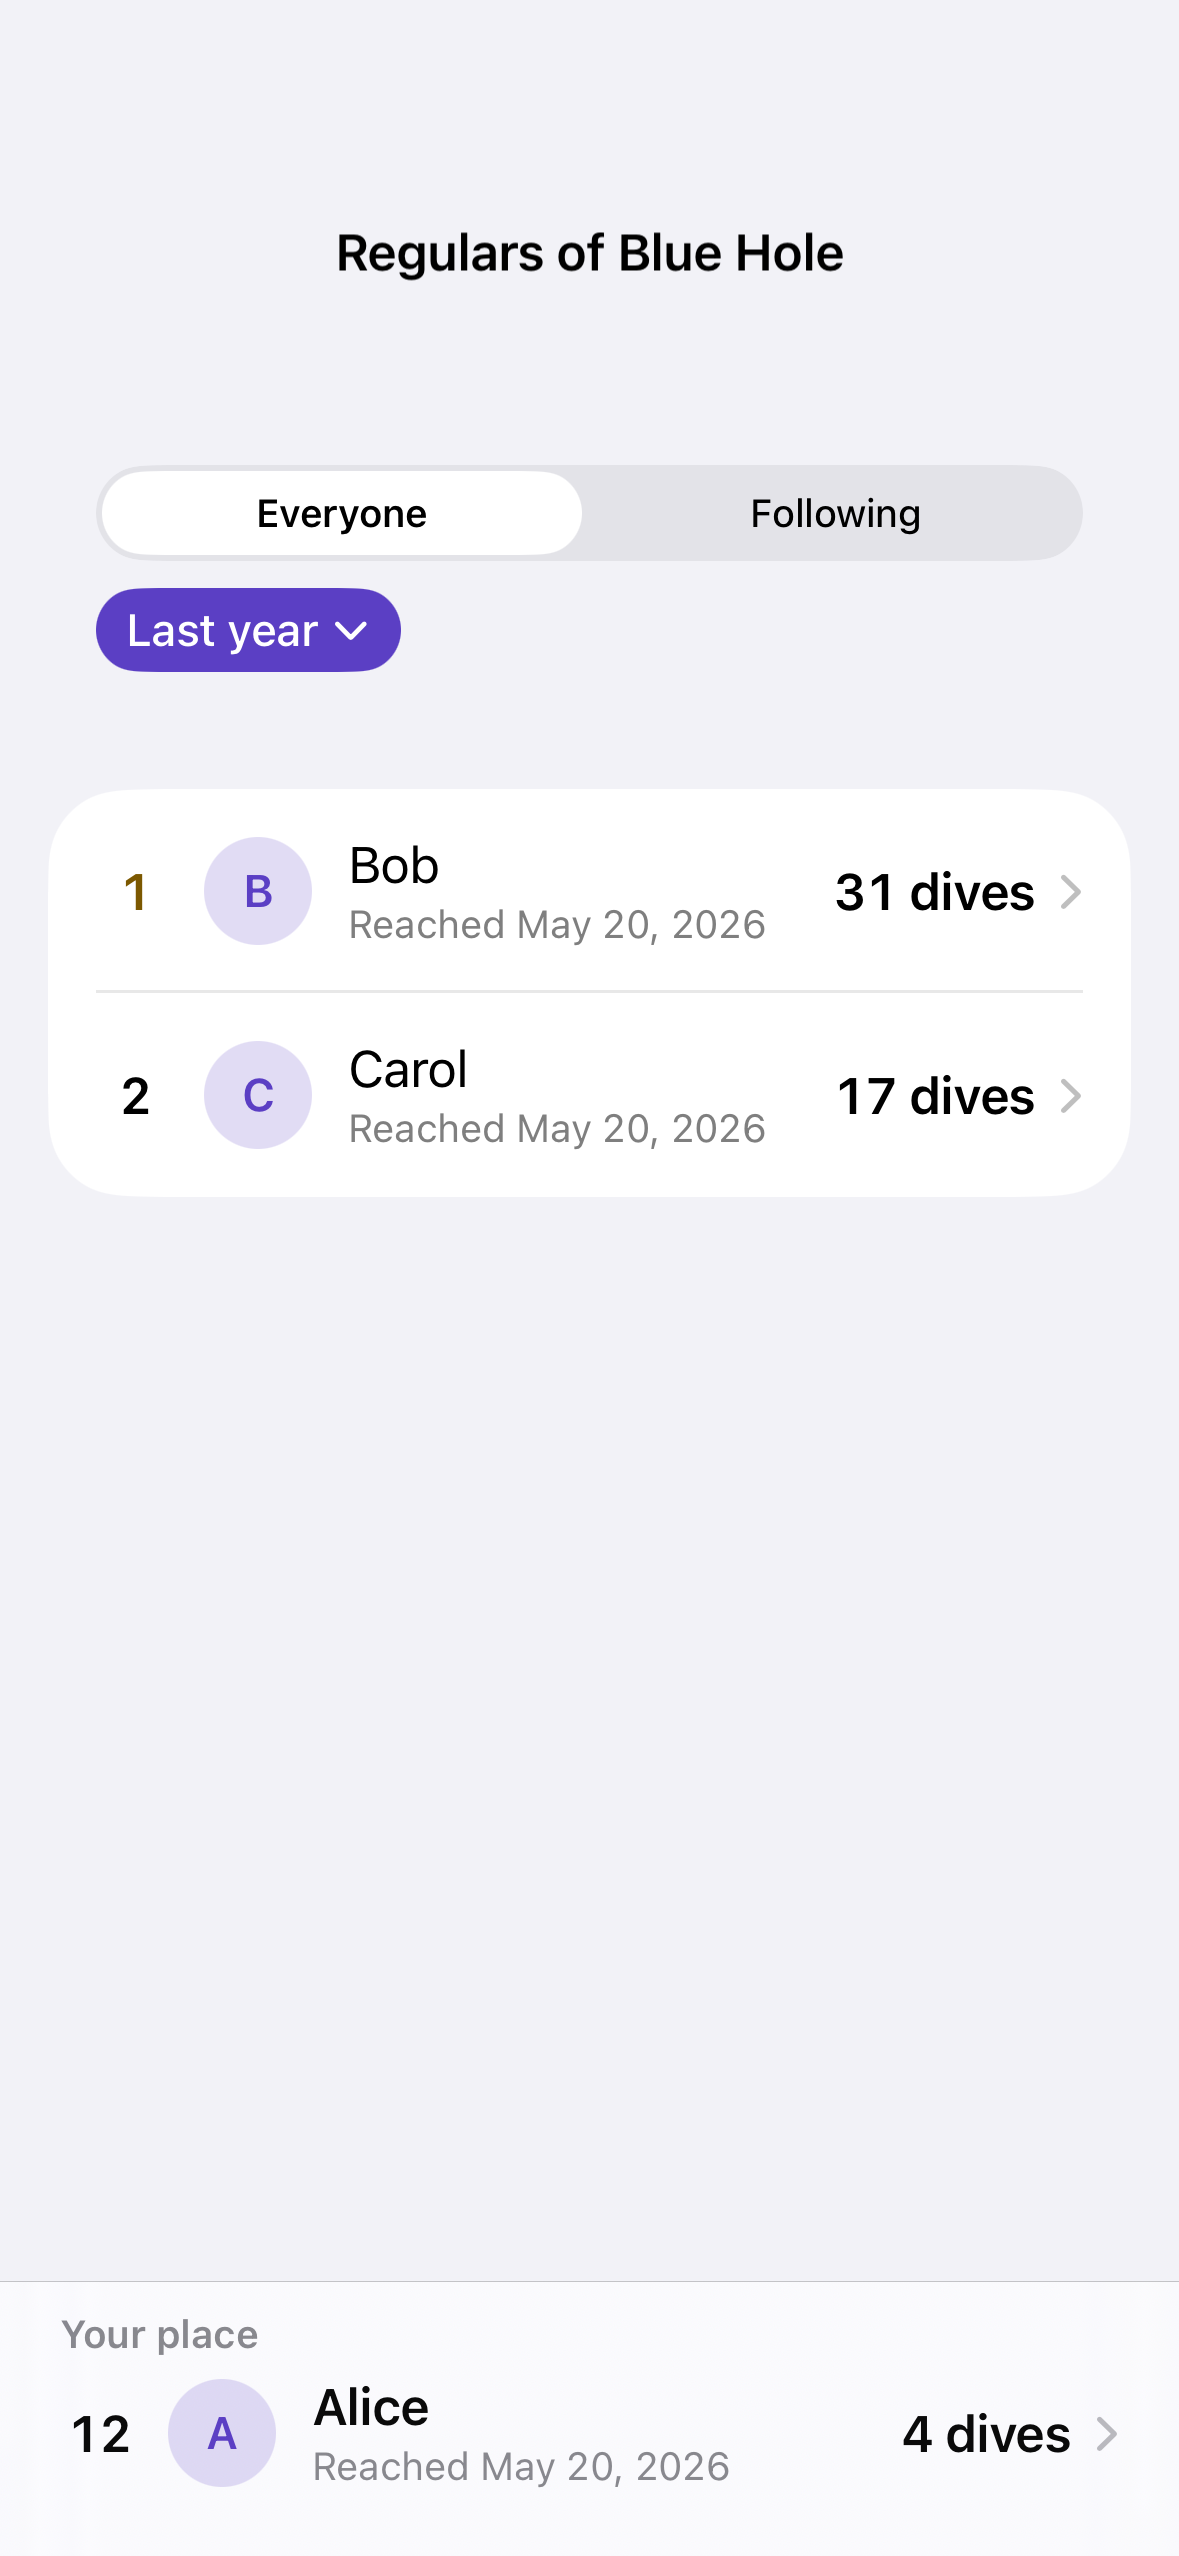 Regulars of Blue Hole
Everyone Following
Last year
1 B Bob 31 dives
Reached May 20, 2026
2 C Carol 17 dives
Reached May 20, 2026
Your place
12 A Alice 4 dives
Reached May 20, 2026